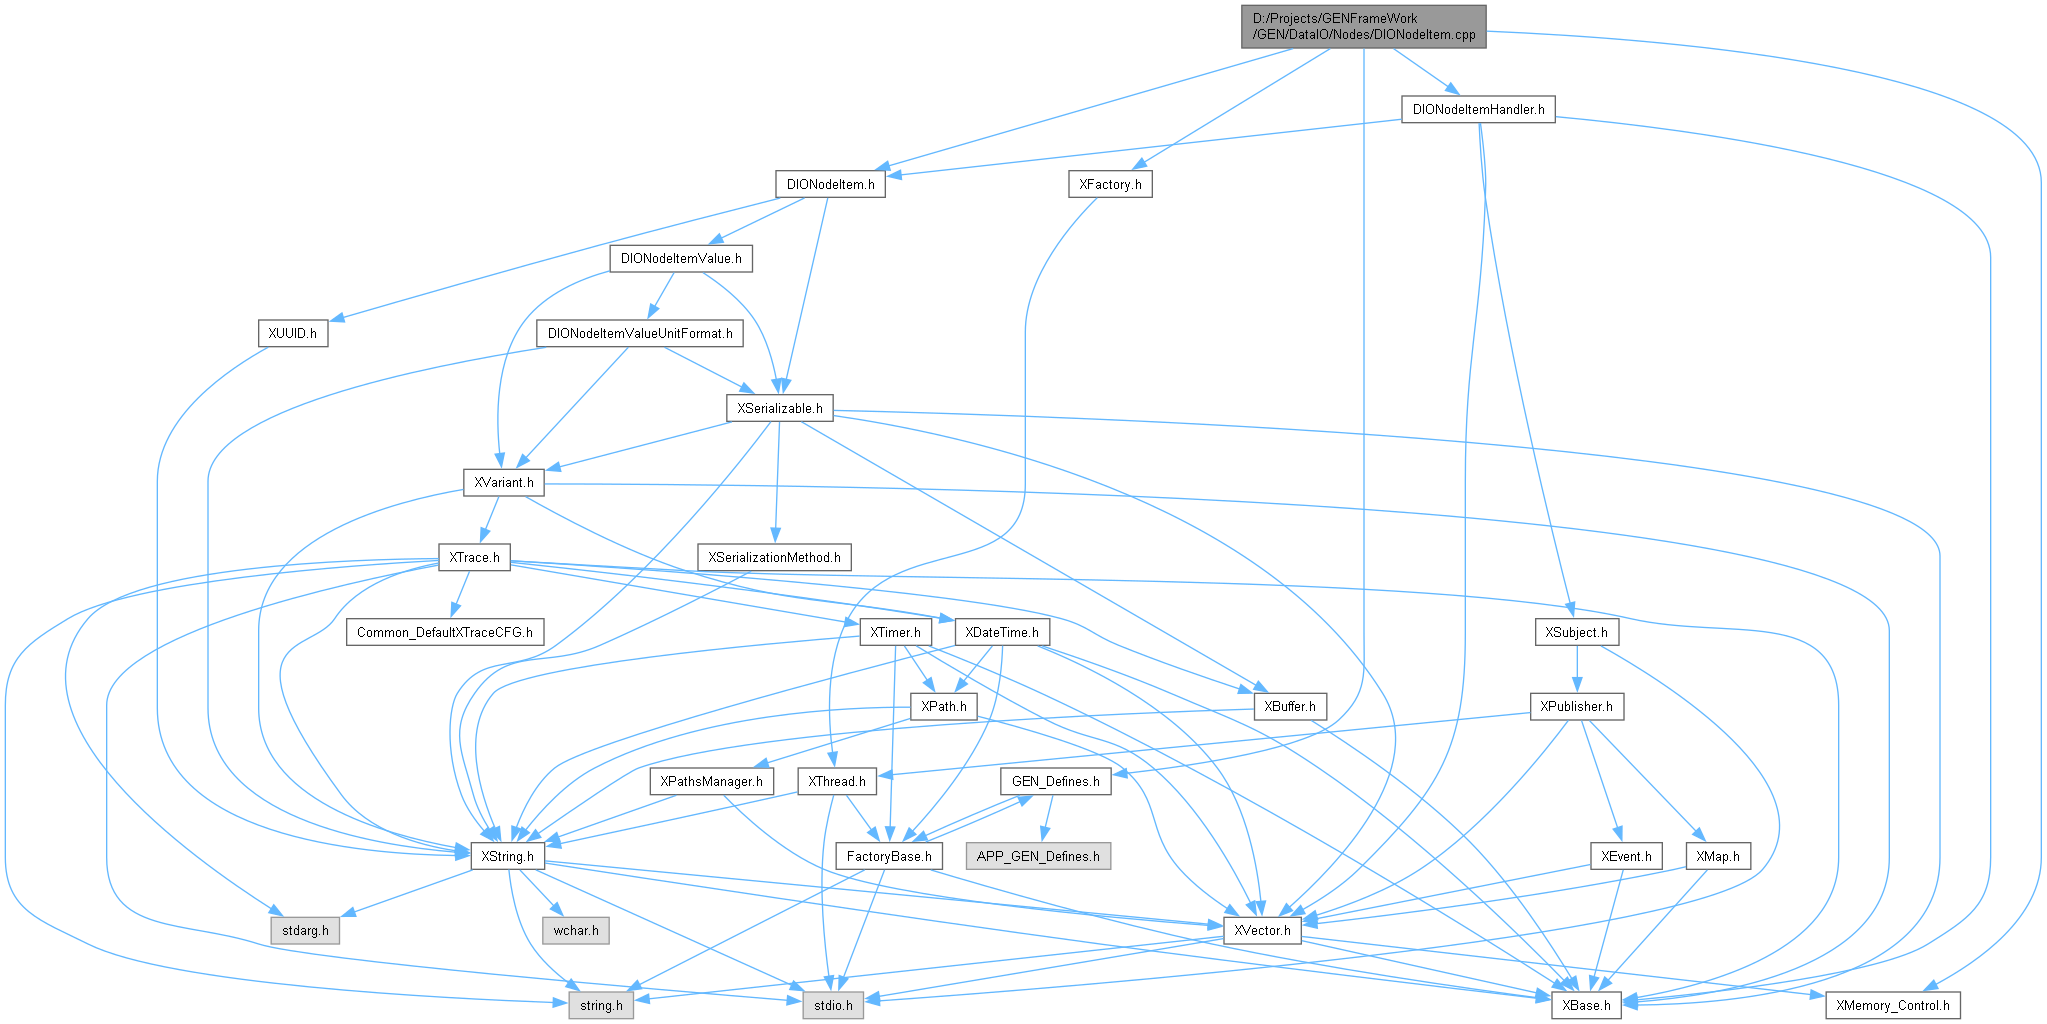 D:/Projects/GENFrameWork
/GEN/DataIO/Nodes/DIONodeItem.cpp
DIONodeItemHandler.h
DIONodeItem.h
XFactory.h
DIONodeItemValue.h
XUUID.h
DIONodeItemValueUnitFormat.h
XSerializable.h
XVariant.h
XTrace.h
XSerializationMethod.h
Common_DefaultXTraceCFG.h
XTimer.h
XDateTime.h
XSubject.h
XPath.h
XBuffer.h
XPublisher.h
XPathsManager.h
XThread.h
GEN_Defines.h
XString.h
FactoryBase.h
APP_GEN_Defines.h
XEvent.h
XMap.h
stdarg.h
wchar.h
XVector.h
string.h
stdio.h
XBase.h
XMemory_Control.h